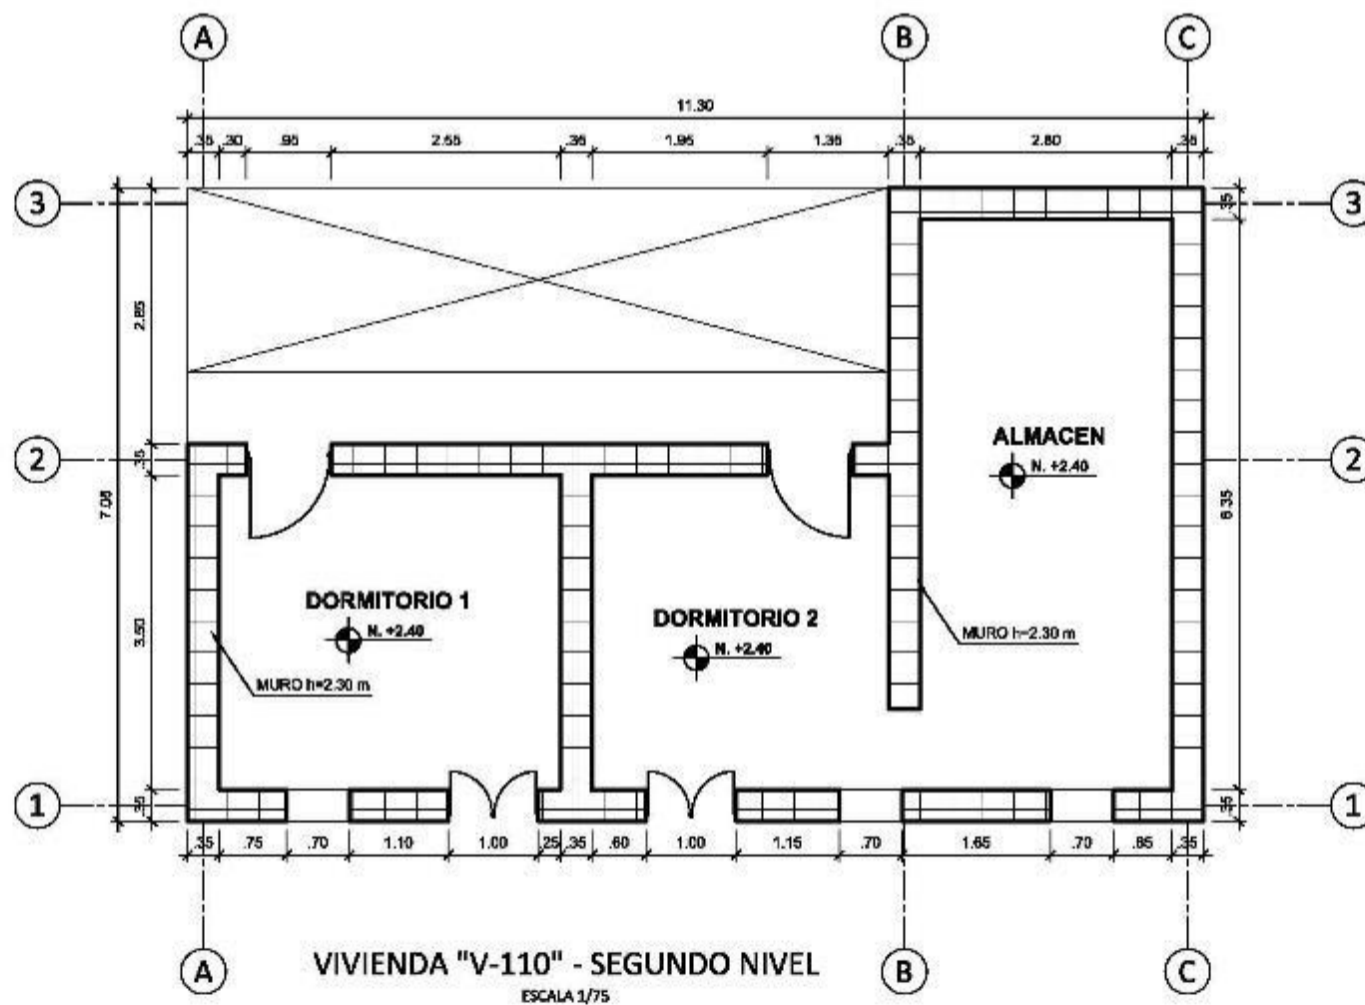 A B C
11.30
.35 .30 .95 2.55 .35 1.95 1.35 .35 2.80 .35
3 3
.35
2.85
ALMACEN
N. +2.40
2 2
.35
7.05
6.35
DORMITORIO 1
N. +2.40
DORMITORIO 2
N. +2.40
3.50
MURO h=2.30 m
MURO h=2.30 m
1 1
.35 .35
.35 .75 .70 1.10 1.00 .25 .35 .60 1.00 1.15 .70 1.65 .70 .65 .35
A B C
VIVIENDA "V-110" - SEGUNDO NIVEL
ESCALA 1/75